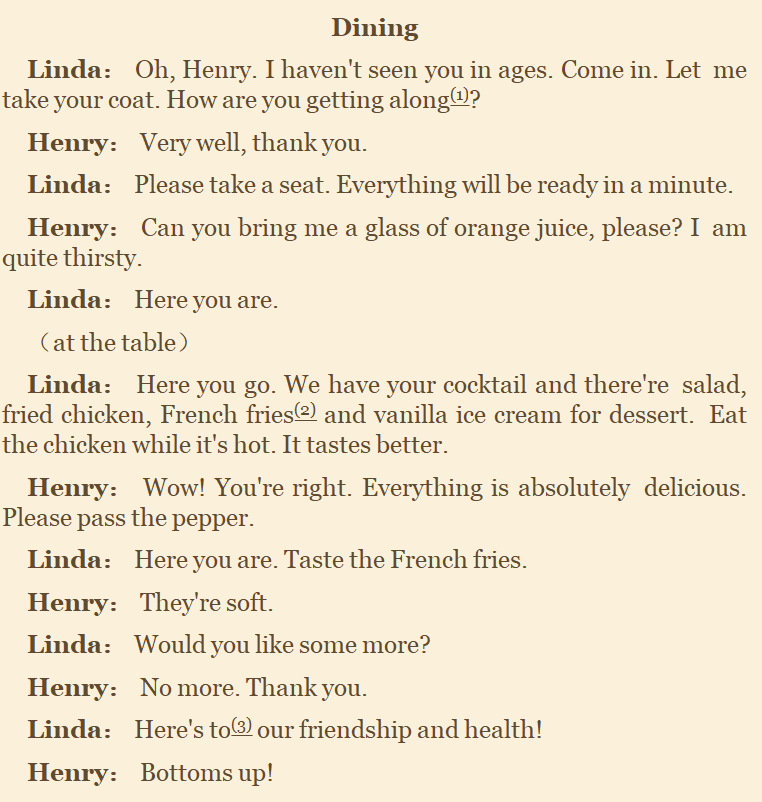 Dining
Linda： Oh, Henry. I haven't seen you in ages. Come in. Let me
take your coat. How are you getting along(1)?
Henry： Very well, thank you.
Linda： Please take a seat. Everything will be ready in a minute.
Henry： Can you bring me a glass of orange juice, please? I am
quite thirsty.
Linda： Here you are.
（at the table）
Linda： Here you go. We have your cocktail and there're salad,
fried chicken, French fries(2) and vanilla ice cream for dessert. Eat
the chicken while it's hot. It tastes better.
Henry： Wow! You're right. Everything is absolutely delicious.
Please pass the pepper.
Linda： Here you are. Taste the French fries.
Henry： They're soft.
Linda： Would you like some more?
Henry： No more. Thank you.
Linda： Here's to(3) our friendship and health!
Henry： Bottoms up!